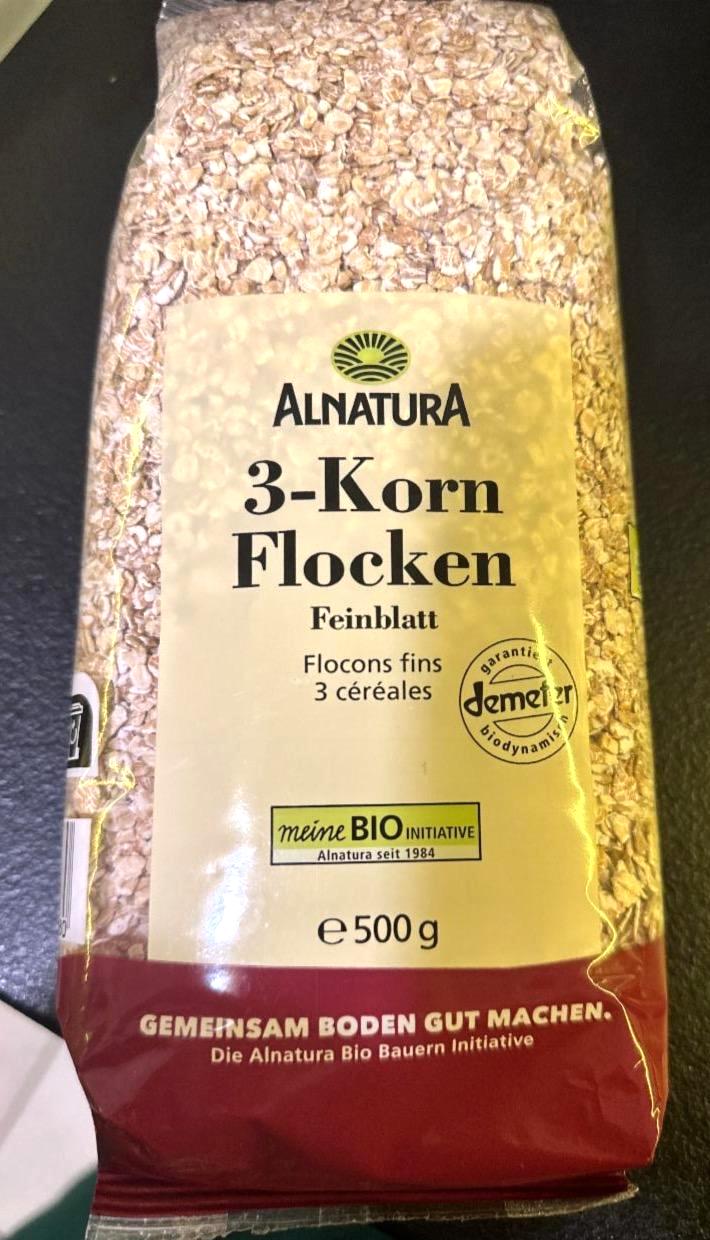 ALNATURA
3-Korn
Flocken
Feinblatt
Flocons fins
3 céréales
garantiert
demeter
biodynamisch
meine BIO INITIATIVE
Alnatura seit 1984
e 500 g
GEMEINSAM BODEN GUT MACHEN.
Die Alnatura Bio Bauern Initiative